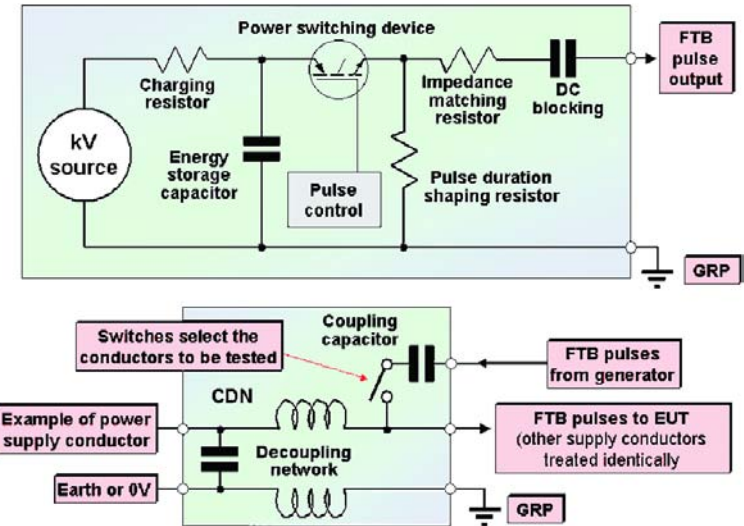 Power switching device
FTB
pulse
output
Charging
resistor
Impedance
matching
resistor
DC
blocking
kV
source
Energy
storage
capacitor
Pulse
control
Pulse duration
shaping resistor
GRP
Switches select the
conductors to be tested
Coupling
capacitor
FTB pulses
from generator
CDN
Example of power
supply conductor
FTB pulses to EUT
(other supply conductors
treated identically
Decoupling
network
Earth or 0V
GRP